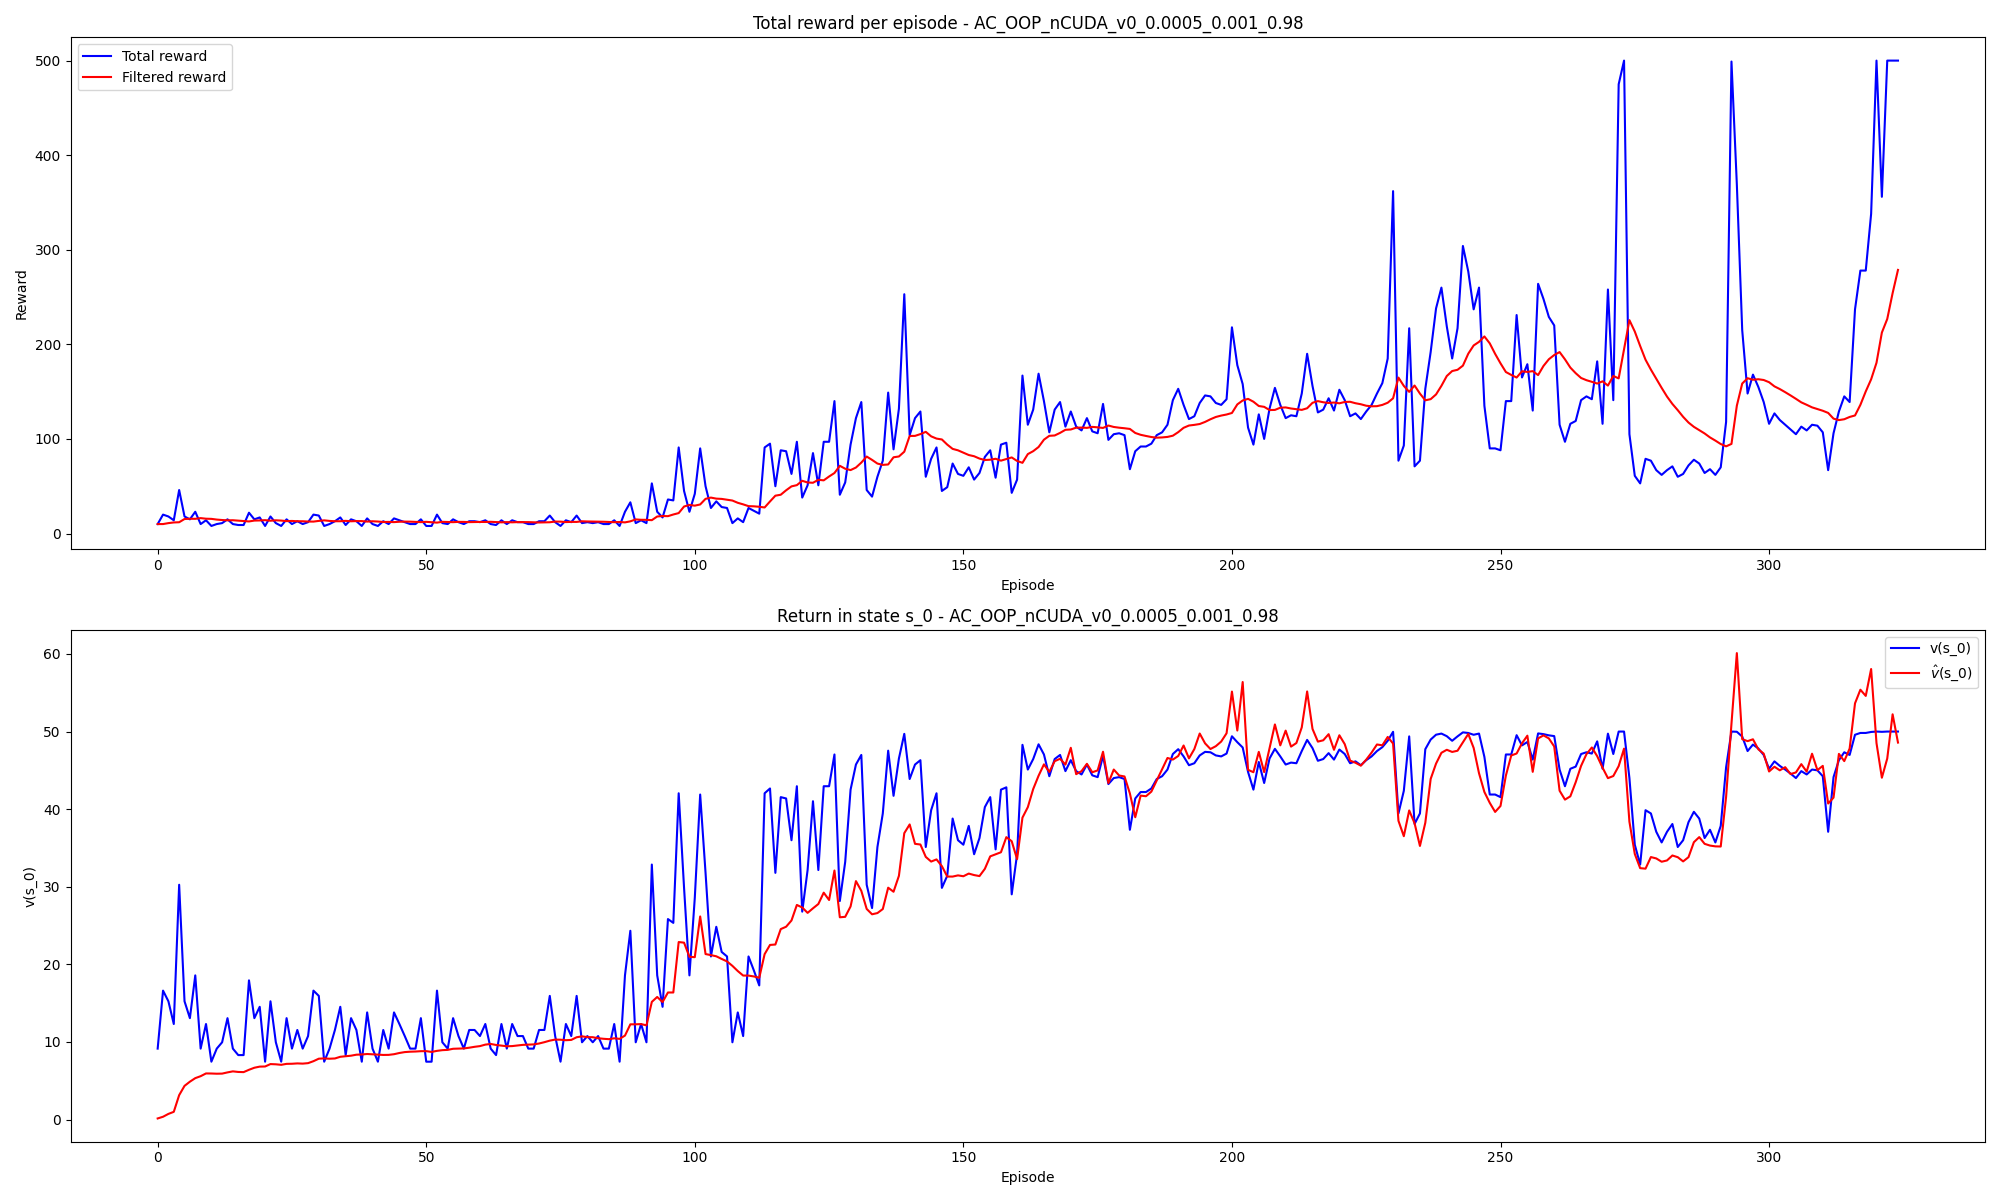 Total reward per episode - AC_OOP_nCUDA_v0_0.0005_0.001_0.98
Total reward
Filtered reward
Reward
500
400
300
200
100
0
0 50 100 150 200 250 300
Episode
Return in state s_0 - AC_OOP_nCUDA_v0_0.0005_0.001_0.98
v(s_0)
v̂(s_0)
v(s_0)
60
50
40
30
20
10
0
0 50 100 150 200 250 300
Episode